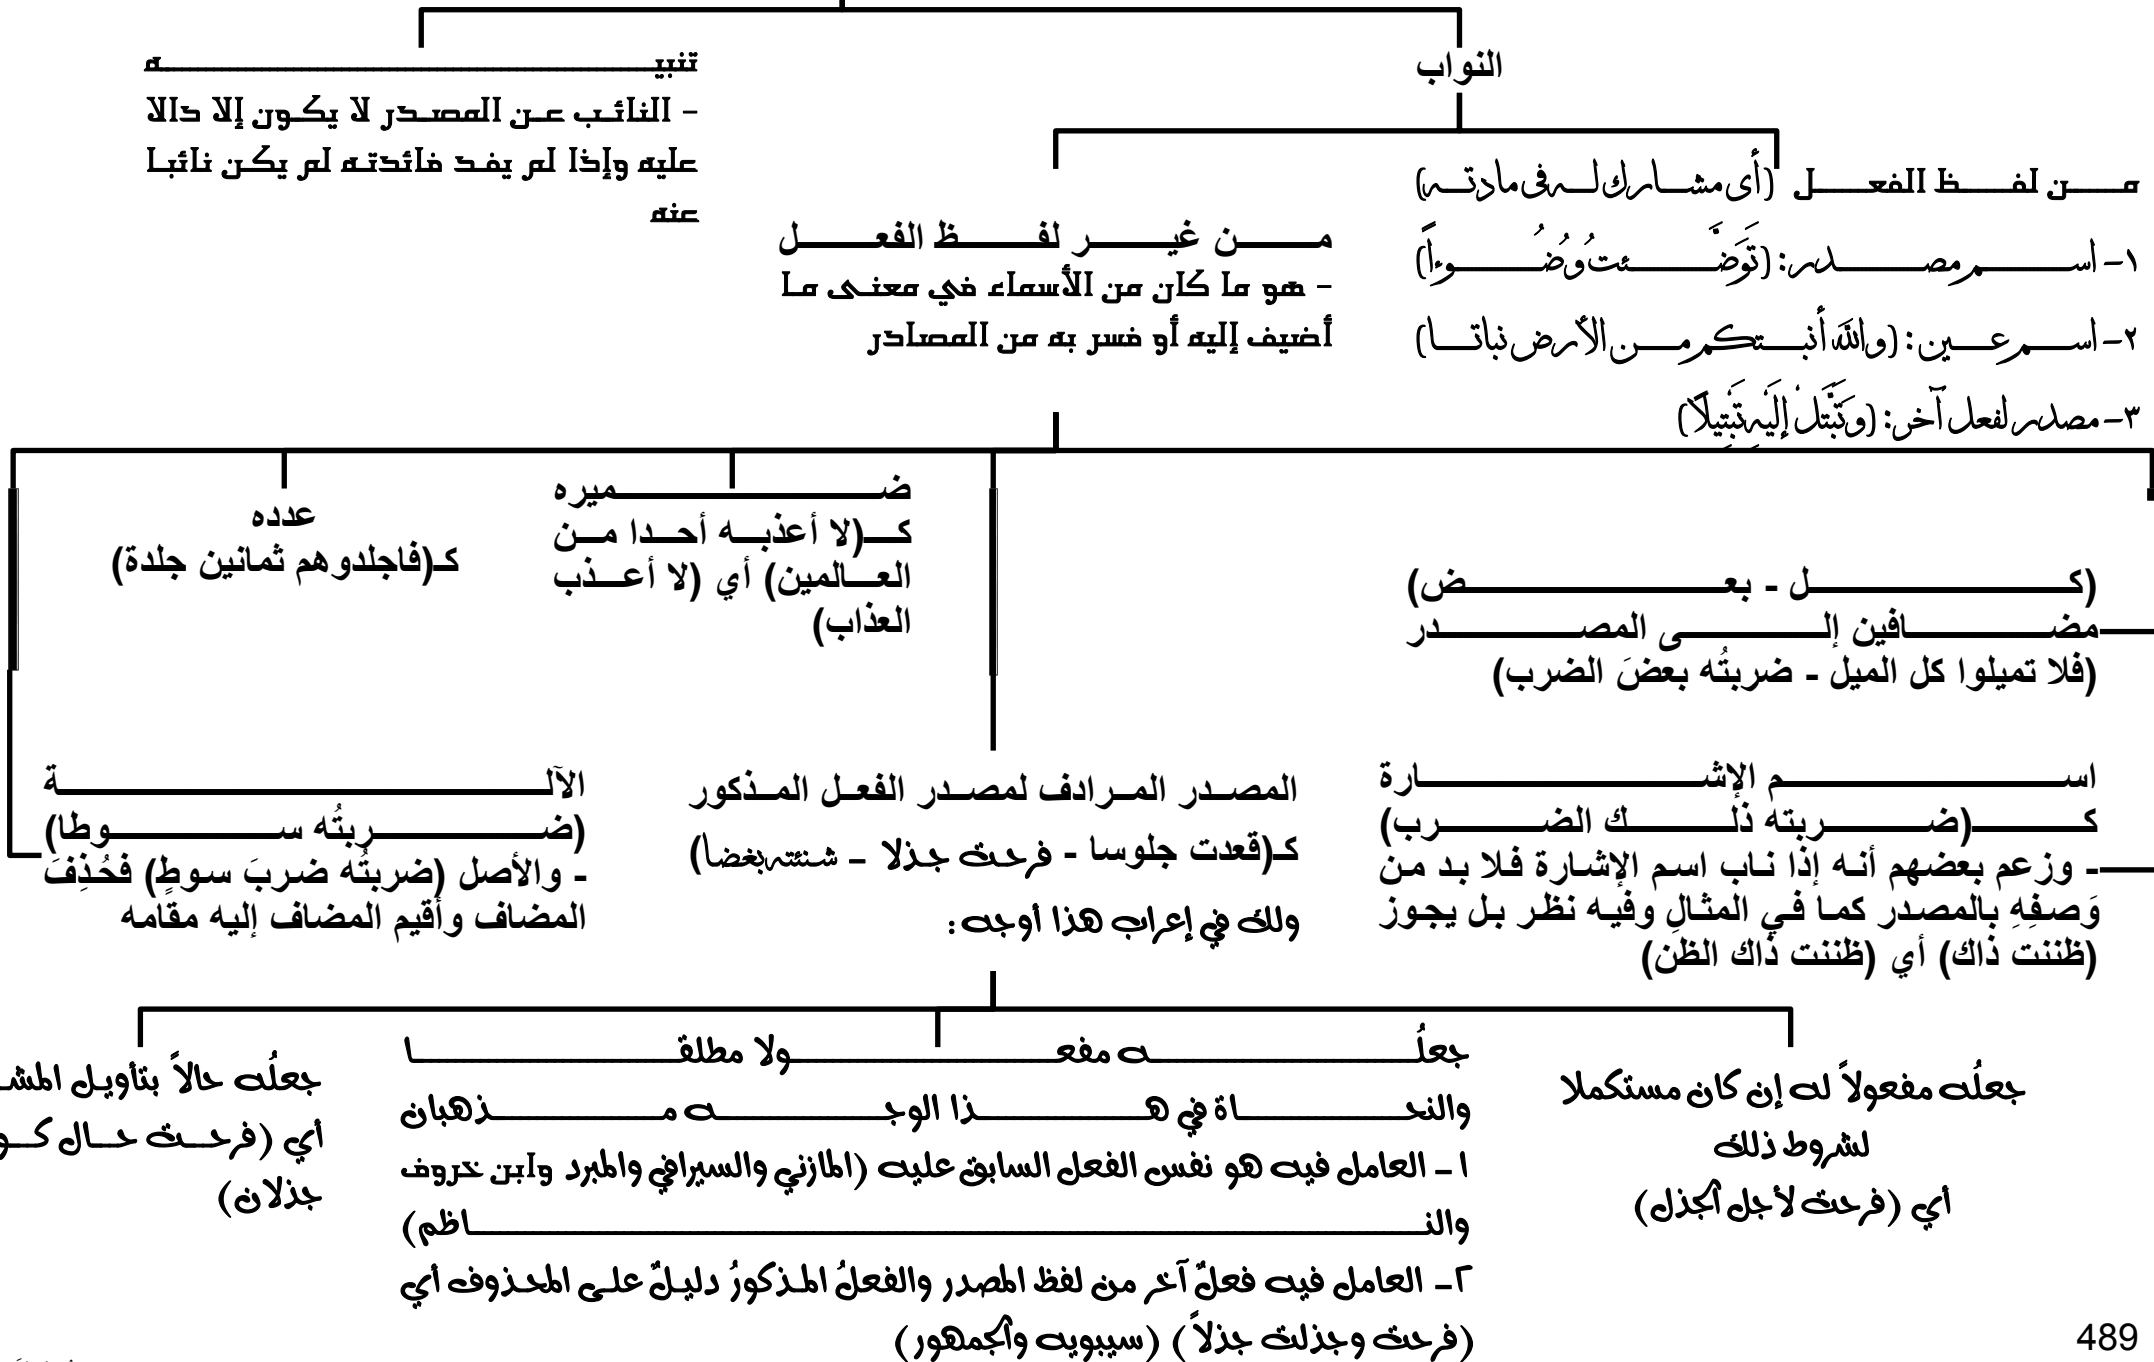 النواب
من لفظ الفعل (أي مشارك له في مادته)
١- اسم مصدر: (تَوَضَّئتُ وُضُوءاً)
٢- اسم عين: (والله أنبتكم من الأرض نباتا)
٣- مصدر لفعل آخر: (وَتَبَتَّلْ إِلَيْهِ تَبْتِيلًا)
من غير لفظ الفعل
- هو ما كان من الأسماء في معنى ما
أضيف إليه أو فسر به من المصادر
تنبيه
- النائب عن المصدر لا يكون إلا دالا
عليه وإذا لم يفد فائدته لم يكن نائبا
عنه
(كل - بعض)
مضافين إلى المصدر
(فلا تميلوا كل الميل - ضربتُه بعضَ الضرب)
اسم الإشارة
كـ(ضربته ذلك الضرب)
- وزعم بعضهم أنه إذا ناب اسم الإشارة فلا بد من
وَصفِهِ بالمصدر كما في المثالِ وفيه نظر بل يجوز
(ظننت ذاك) أي (ظننت ذاك الظن)
المصدر المرادف لمصدر الفعل المذكور
كـ(قعدت جلوسا - فرحت جذلا - شنئته بغضا)
ولك في إعراب هذا أوجه:
ضميره
كـ(لا أعذبه أحدا من
العالمين) أي (لا أعذب
العذاب)
عدده
كـ(فاجلدوهم ثمانين جلدة)
الآلة
(ضربتُه سوطا)
- والأصل (ضربتُه ضربَ سوطٍ) فحُذِفَ
المضاف وأقيم المضاف إليه مقامه
جعلُه مفعولاً له إن كان مستكملا
لشروط ذلك
أي (فرحت لأجل الجذل)
جعلُه مفعولا مطلقا
والنحاة في هذا الوجه مذهبان
١- العامل فيه هو نفس الفعل السابق عليه (المازني والسيرافي والمبرد وابن خروف
والناظم)
٢- العامل فيه فعلٌ آخر من لفظ المصدر والفعلُ المذكورُ دليلٌ على المحذوف أي
(فرحت وجذلت جذلاً) (سيبويه والجمهور)
جعلُه حالاً بتأويل المشـ
أي (فرحت حال كو
جذلان)
489